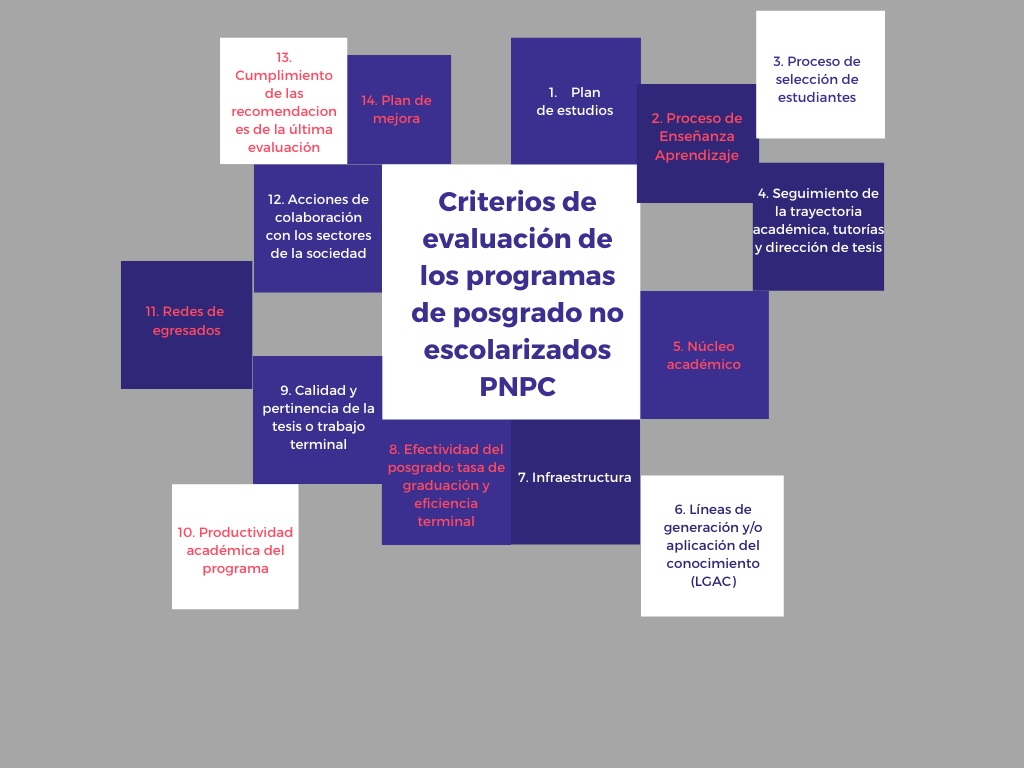 Criterios de
evaluación de
los programas
de posgrado no
escolarizados
PNPC
1. Plan
de estudios
2. Proceso de
Enseñanza
Aprendizaje
3. Proceso de
selección de
estudiantes
4. Seguimiento de
la trayectoria
académica, tutorías
y dirección de tesis
5. Núcleo
académico
6. Líneas de
generación y/o
aplicación del
conocimiento
(LGAC)
7. Infraestructura
8. Efectividad del
posgrado: tasa de
graduación y
eficiencia
terminal
9. Calidad y
pertinencia de la
tesis o trabajo
terminal
10. Productividad
académica del
programa
11. Redes de
egresados
12. Acciones de
colaboración
con los sectores
de la sociedad
13.
Cumplimiento
de las
recomendacion
es de la última
evaluación
14. Plan de
mejora